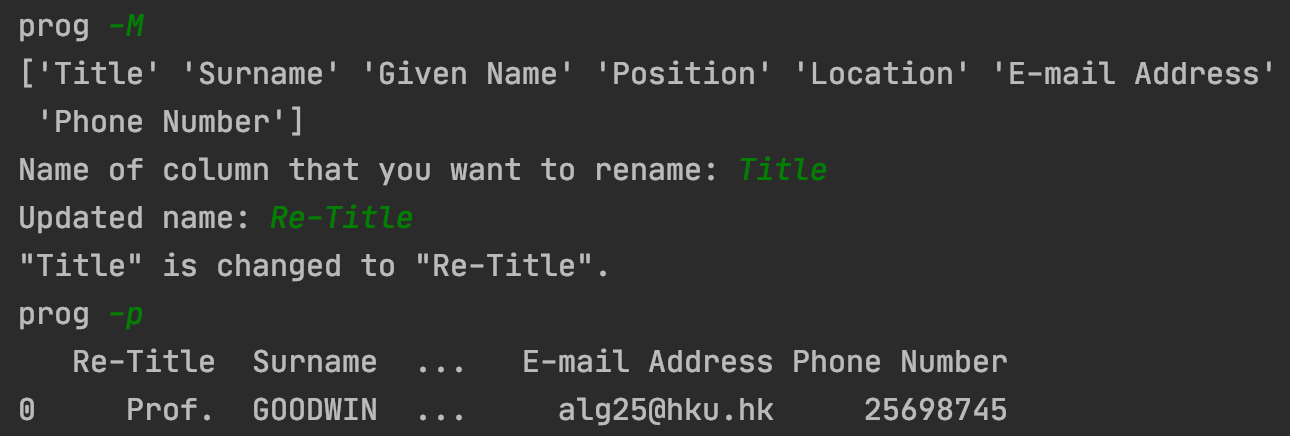 prog -M
['Title' 'Surname' 'Given Name' 'Position' 'Location' 'E-mail Address'
 'Phone Number']
Name of column that you want to rename: Title
Updated name: Re-Title
"Title" is changed to "Re-Title".
prog -p
   Re-Title  Surname  ...   E-mail Address Phone Number
0     Prof.  GOODWIN  ...     alg25@hku.hk     25698745